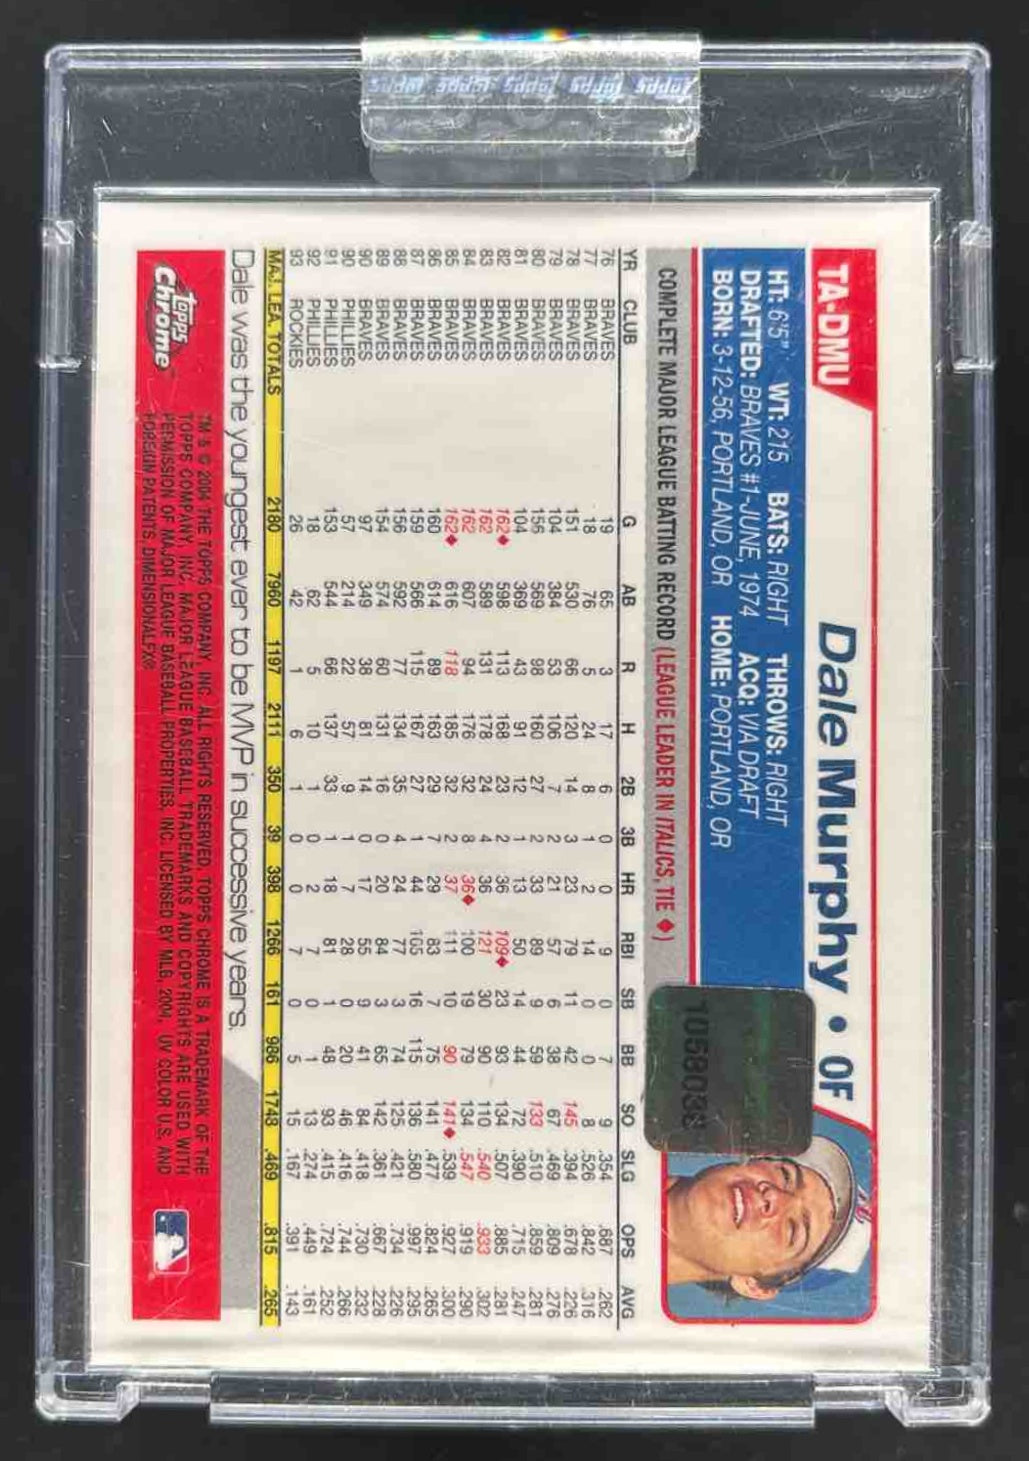 Topps Topps Topps Topps Topps
TA-DMU Dale Murphy • OF
HT: 6'5" WT: 215 BATS: RIGHT THROWS: RIGHT
DRAFTED: BRAVES #1-JUNE, 1974 ACQ: VIA DRAFT
BORN: 3-12-56, PORTLAND, OR HOME: PORTLAND, OR
COMPLETE MAJOR LEAGUE BATTING RECORD (LEAGUE LEADER IN ITALICS, TIE ♦)
YR CLUB G AB R H 2B 3B HR RBI SB BB SO SLG OPS AVG
76 BRAVES 19 65 3 17 6 0 0 9 0 7 9 .354 .687 .262
77 BRAVES 18 76 5 24 8 1 2 14 0 0 8 .526 .842 .316
78 BRAVES 151 530 66 120 14 3 23 79 11 42 145 .394 .678 .226
79 BRAVES 104 384 53 106 7 2 21 57 6 38 67 .469 .809 .276
80 BRAVES 156 569 98 160 27 2 33 89 9 59 133 .510 .859 .281
81 BRAVES 104 369 43 91 12 1 13 50 14 44 72 .390 .715 .247
82 BRAVES 162♦ 598 113 168 23 2 36 109♦ 23 93 134 .507 .885 .281
83 BRAVES 162 589 131 178 24 4 36 121 30 90 110 .540 .933 .302
84 BRAVES 162 607 94 176 32 8 36♦ 100 19 79 134 .547 .919 .290
85 BRAVES 162♦ 616 118 185 32 2 37 111 10 90 141♦ .539 .927 .300
86 BRAVES 160 614 89 163 29 7 29 83 7 75 141 .477 .824 .265
87 BRAVES 159 566 115 167 27 1 44 105 16 115 136 .580 .997 .295
88 BRAVES 156 592 77 134 35 4 24 77 3 74 125 .421 .734 .226
89 BRAVES 154 574 60 131 16 0 20 84 3 65 142 .361 .667 .228
90 BRAVES 97 349 38 81 14 0 17 55 9 41 84 .418 .730 .232
90 PHILLIES 57 214 22 57 9 1 7 28 0 20 46 .416 .744 .266
91 PHILLIES 153 544 66 137 33 1 18 81 1 48 93 .415 .724 .252
92 PHILLIES 18 62 5 10 1 0 2 7 0 1 13 .274 .449 .161
93 ROCKIES 26 42 1 6 1 0 0 7 0 5 15 .167 .391 .143
MAJ. LEA. TOTALS 2180 7960 1197 2111 350 39 398 1266 161 986 1748 .469 .815 .265
Dale was the youngest ever to be MVP in successive years.
Topps Chrome
TM & © 2004 THE TOPPS COMPANY, INC. ALL RIGHTS RESERVED. TOPPS CHROME IS A TRADEMARK OF THE
TOPPS COMPANY, INC. MAJOR LEAGUE BASEBALL TRADEMARKS AND COPYRIGHTS ARE USED WITH
PERMISSION OF MAJOR LEAGUE BASEBALL PROPERTIES, INC. LICENSED BY MLB, 2004. UV COLOR U.S. AND
FOREIGN PATENTS, DIMENSIONALFX®